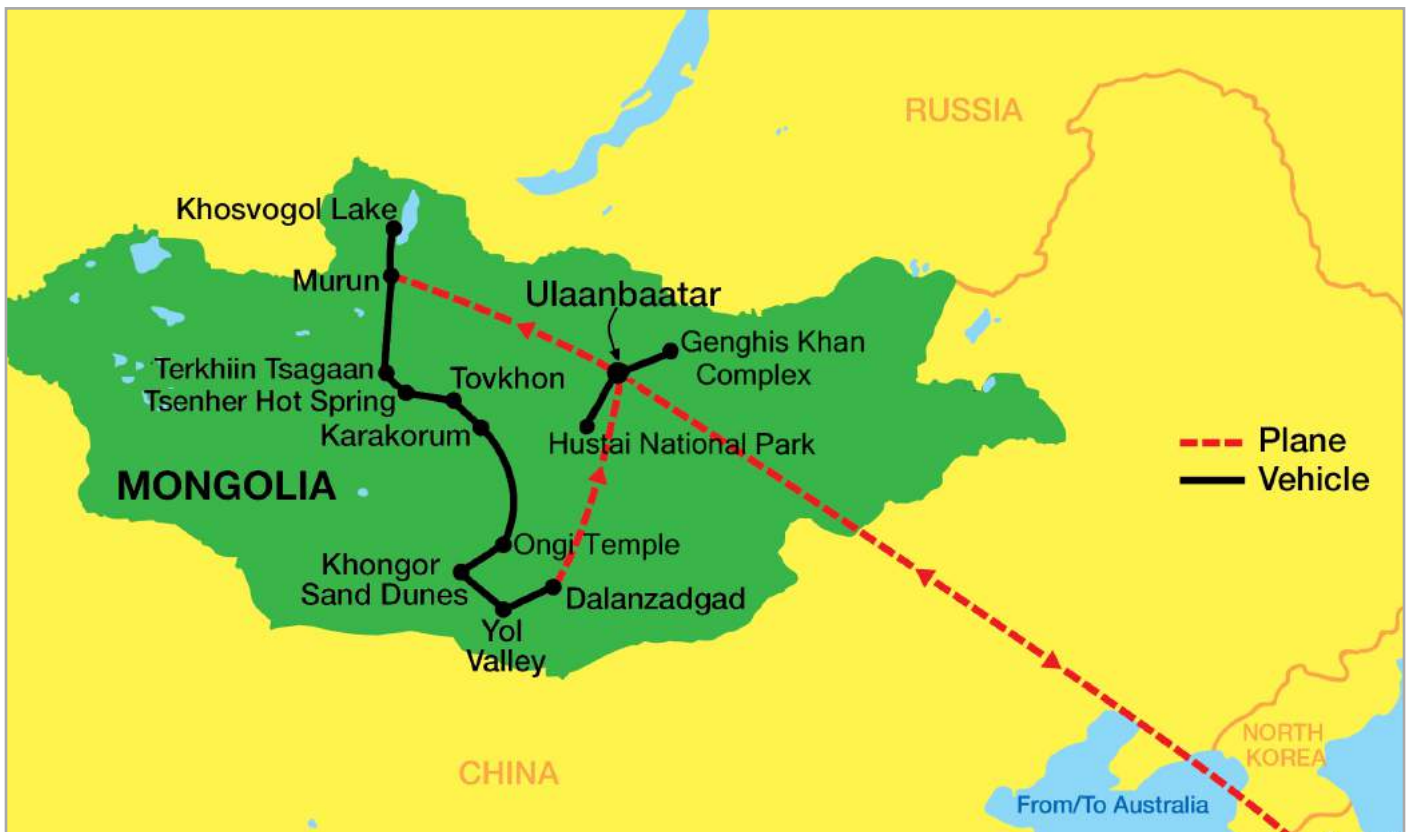 RUSSIA
Khosvogol Lake
Murun
Ulaanbaatar
Genghis Khan
Complex
Terkhiin Tsagaan
Tovkhon
Tsenher Hot Spring
Karakorum
Hustai National Park
Plane
Vehicle
MONGOLIA
Ongi Temple
Khongor
Sand Dunes
Dalanzadgad
Yol
Valley
NORTH
KOREA
CHINA
From/To Australia